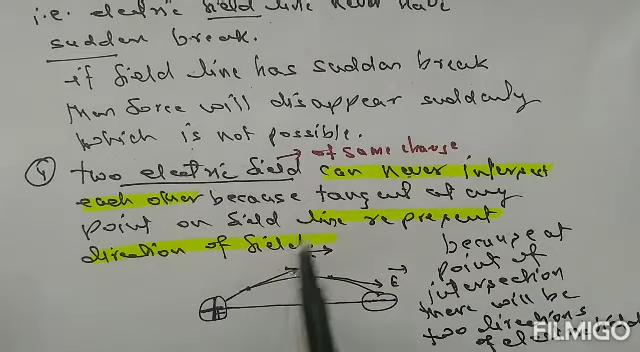 i.e. electric field line never have
sudden break.
if field line has sudden break
then force will disappear suddenly
which is not possible.
→ of same charge
two electric field can never intersect
each other because tangent at any
point on field line represent
direction of field.
E
because at
point of
intersection
there will be
two directions
of
FILMIGO